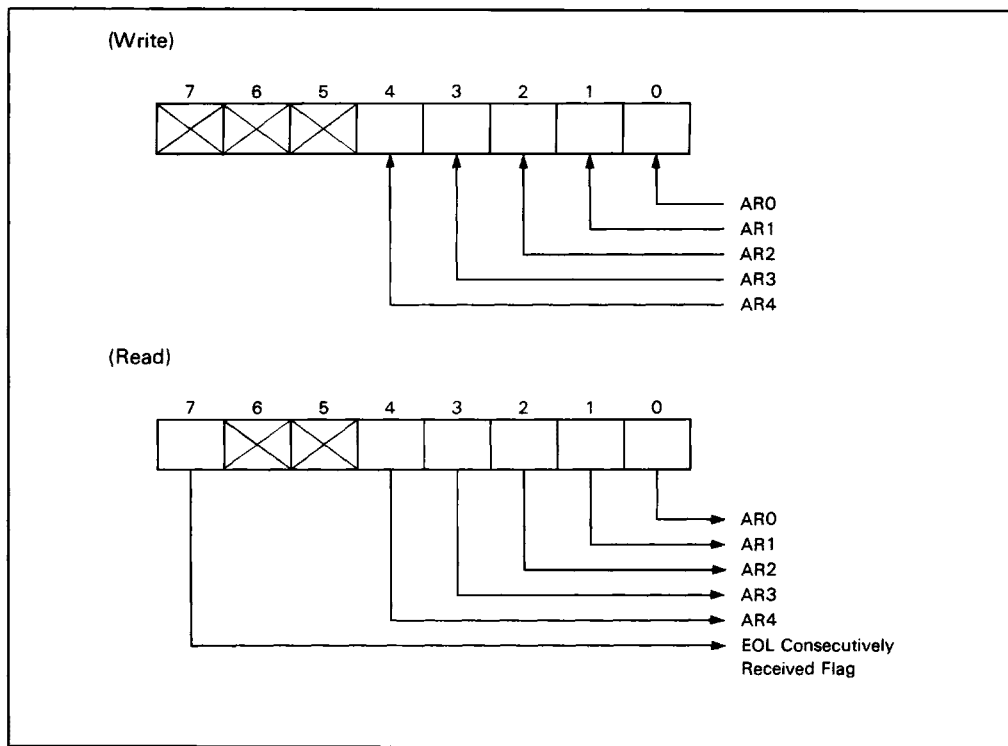 (Write)
7 6 5 4 3 2 1 0
AR0
AR1
AR2
AR3
AR4
(Read)
7 6 5 4 3 2 1 0
AR0
AR1
AR2
AR3
AR4
EOL Consecutively
Received Flag